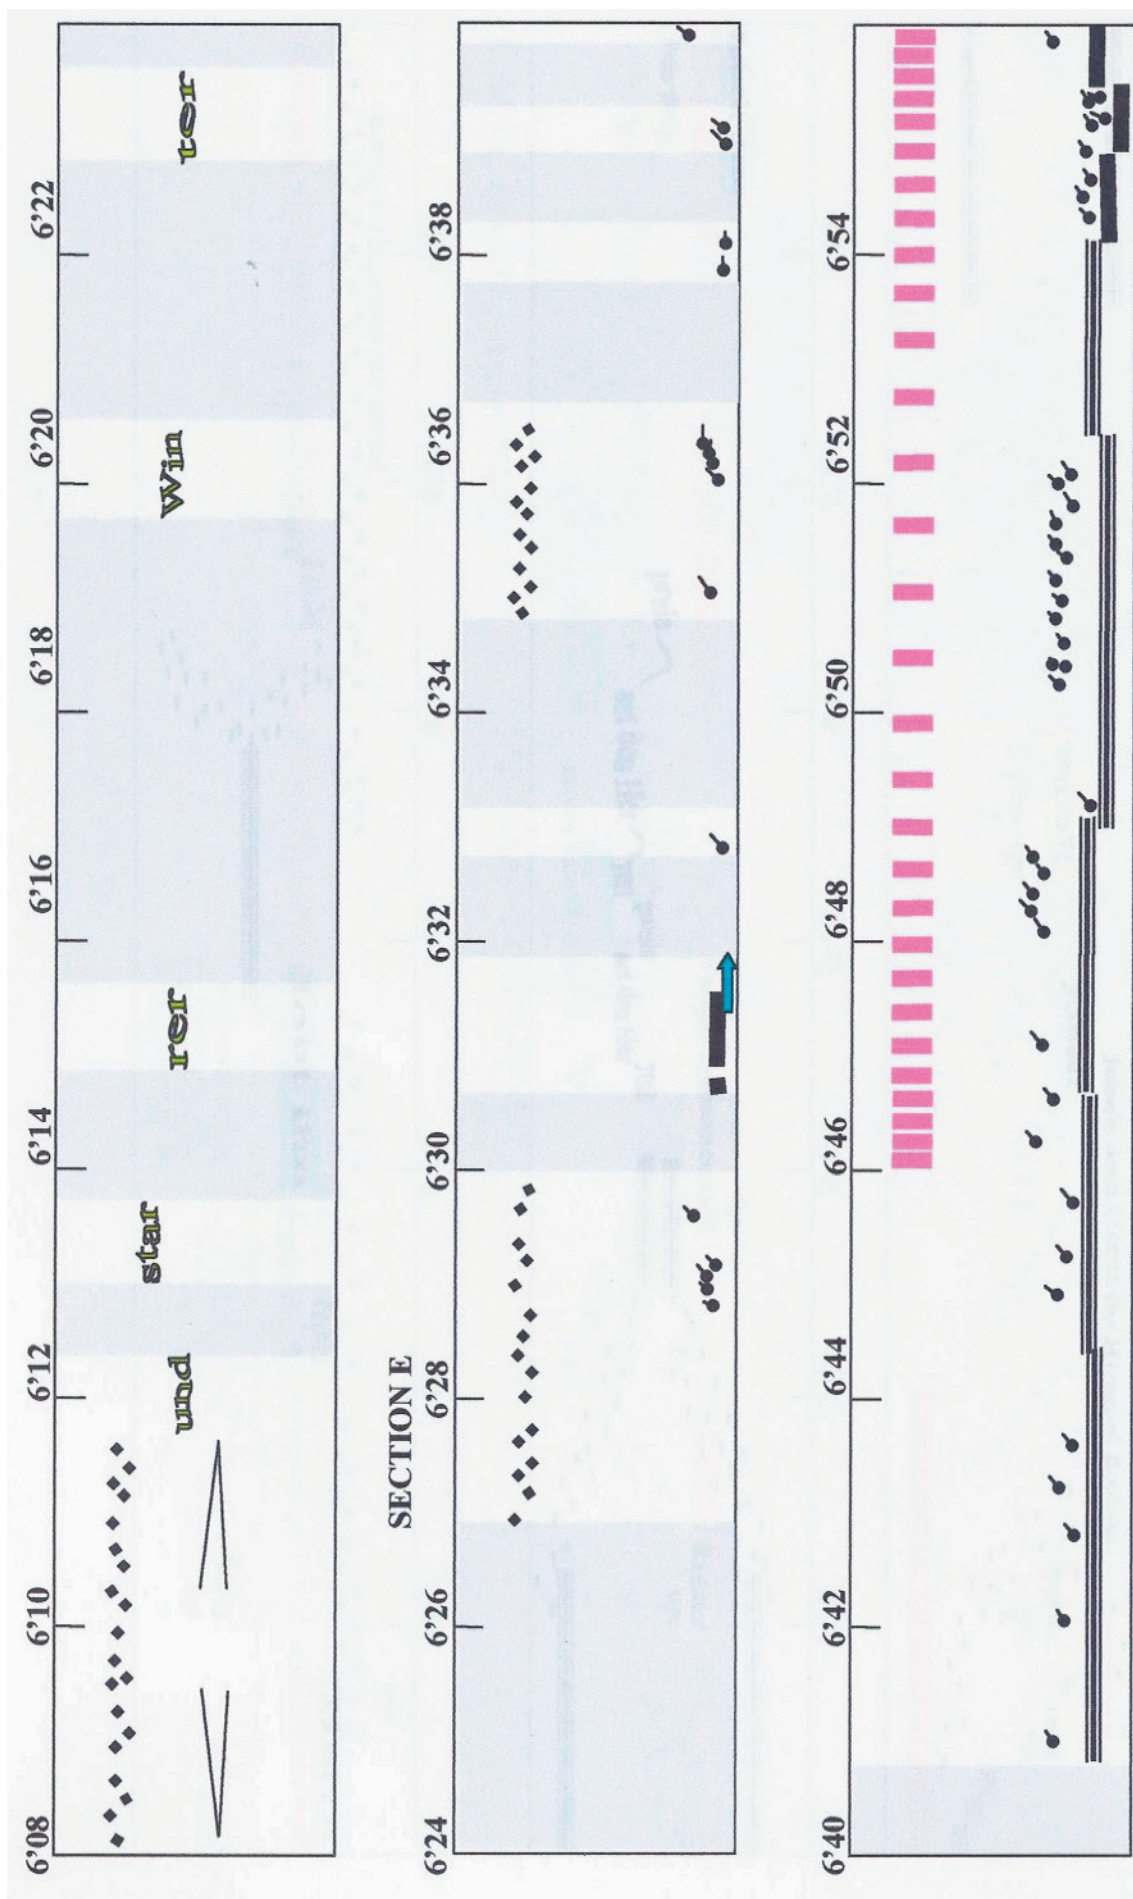 6’08 6’10 6’12 6’14 6’16 6’18 6’20 6’22
und star rer Win ter
SECTION E
6’24 6’26 6’28 6’30 6’32 6’34 6’36 6’38
6’40 6’42 6’44 6’46 6’48 6’50 6’52 6’54